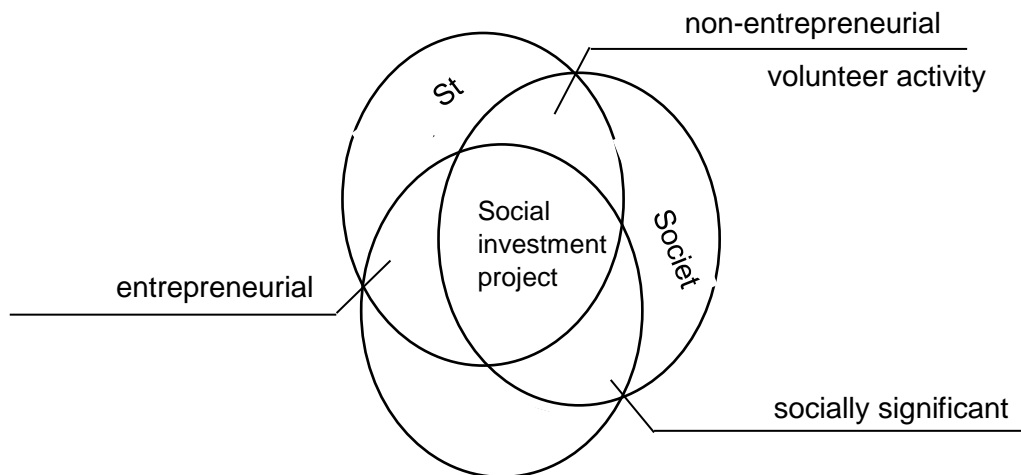 non-entrepreneurial
volunteer activity
St
Societ
Social
investment
project
entrepreneurial
socially significant